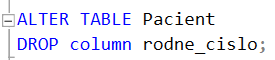 ALTER TABLE Pacient
DROP column rodne_cislo;